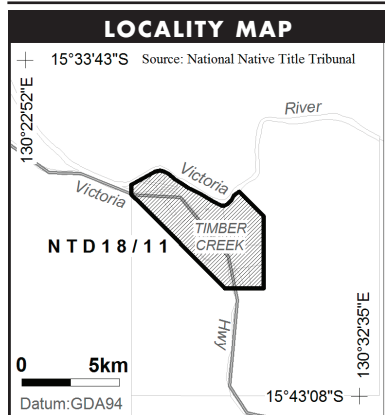 LOCALITY MAP
15°33'43"S Source: National Native Title Tribunal
130°22'52"E
River
Victoria
Victoria
TIMBER
CREEK
NTD18/11
Hwy
130°32'35"E
0 5km
15°43'08"S
Datum:GDA94